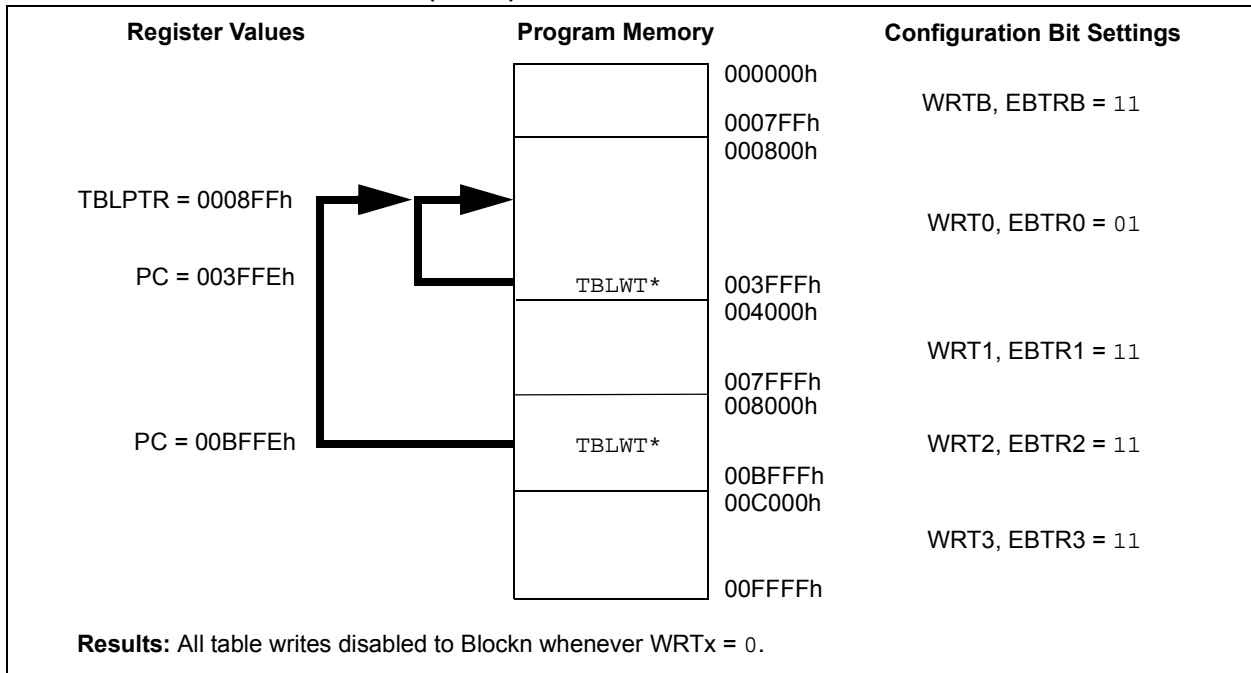 Register Values Program Memory Configuration Bit Settings
000000h
WRTB, EBTRB = 11
0007FFh
000800h
TBLPTR = 0008FFh
WRT0, EBTR0 = 01
PC = 003FFEh TBLWT* 003FFFh
004000h
WRT1, EBTR1 = 11
007FFFh
008000h
PC = 00BFFEh TBLWT* WRT2, EBTR2 = 11
00BFFFh
00C000h
WRT3, EBTR3 = 11
00FFFFh
Results: All table writes disabled to Blockn whenever WRTx = 0.